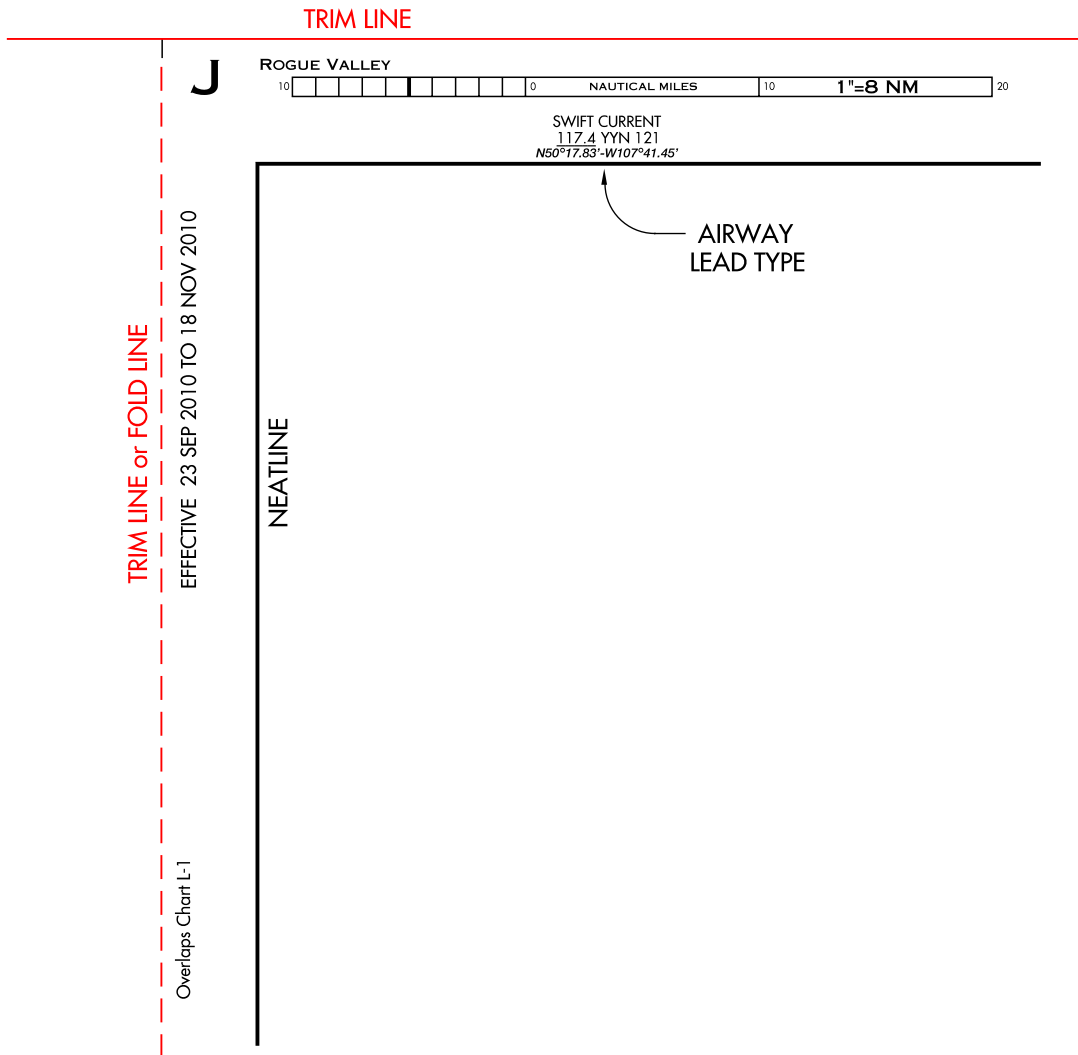 TRIM LINE
J
ROGUE VALLEY
10 0 NAUTICAL MILES 10 1"=8 NM 20
SWIFT CURRENT
117.4 YYN 121
N50°17.83'-W107°41.45'
AIRWAY
LEAD TYPE
TRIM LINE or FOLD LINE
EFFECTIVE 23 SEP 2010 TO 18 NOV 2010
NEATLINE
Overlaps Chart L-1